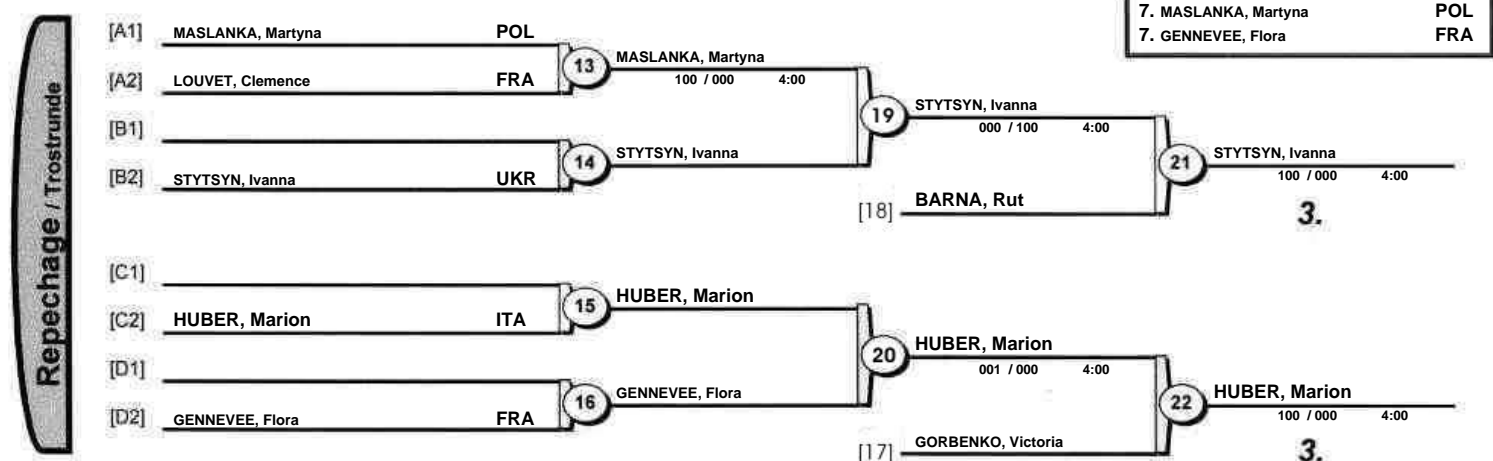 7. MASLANKA, Martyna POL
7. GENNEVEE, Flora FRA
Repechage / Trostrunde
[A1] MASLANKA, Martyna POL
13 MASLANKA, Martyna
100 / 000 4:00
[A2] LOUVET, Clemence FRA
19 STYTSYN, Ivanna
000 / 100 4:00
[B1]
14 STYTSYN, Ivanna
21 STYTSYN, Ivanna
100 / 000 4:00
[B2] STYTSYN, Ivanna UKR
[18] BARNA, Rut
3.
[C1]
15 HUBER, Marion
[C2] HUBER, Marion ITA
20 HUBER, Marion
001 / 000 4:00
[D1]
16 GENNEVEE, Flora
22 HUBER, Marion
100 / 000 4:00
[D2] GENNEVEE, Flora FRA
[17] GORBENKO, Victoria
3.